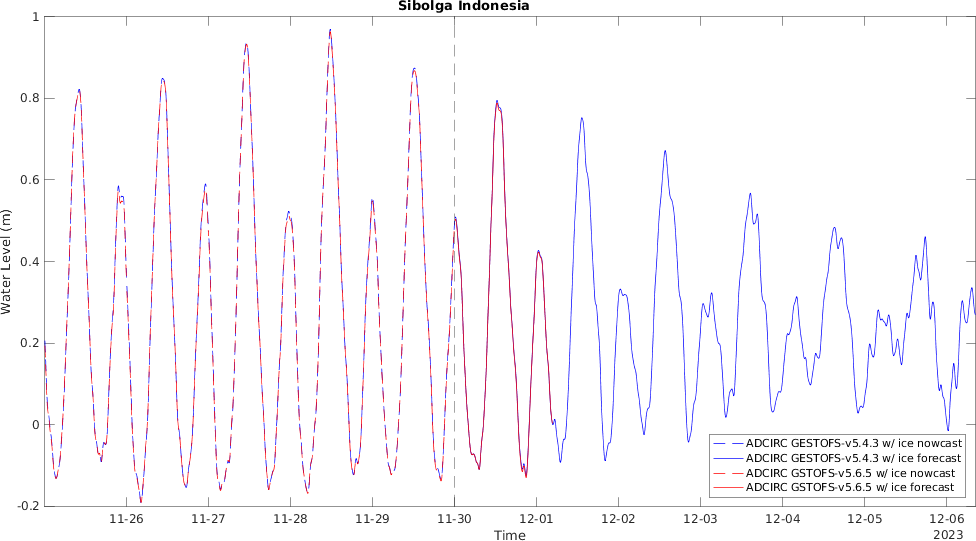 Sibolga Indonesia
1
0.8
0.6
0.4
0.2
0
-0.2
Water Level (m)
11-26
11-27
11-28
11-29
11-30
12-01
12-02
12-03
12-04
12-05
12-06
2023
Time
ADCIRC GESTOFS-v5.4.3 w/ ice nowcast
ADCIRC GESTOFS-v5.4.3 w/ ice forecast
ADCIRC GSTOFS-v5.6.5 w/ ice nowcast
ADCIRC GSTOFS-v5.6.5 w/ ice forecast